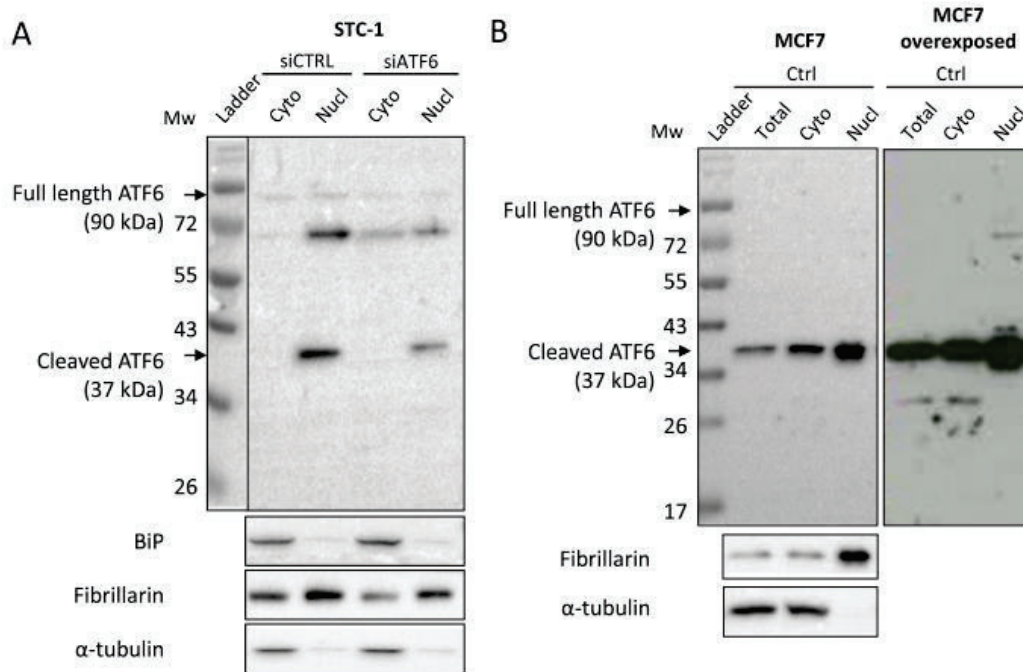 A
STC-1
siCTRL
siATF6
Mw
Ladder
Cyto
Nucl
Cyto
Nucl
Full length ATF6
(90 kDa)
72
55
43
Cleaved ATF6
(37 kDa)
34
26
BiP
Fibrillarin
α-tubulin
B
MCF7
MCF7
overexposed
Ctrl
Ctrl
Mw
Ladder
Total
Cyto
Nucl
Total
Cyto
Nucl
Full length ATF6
(90 kDa)
72
55
43
Cleaved ATF6
(37 kDa)
34
26
17
Fibrillarin
α-tubulin